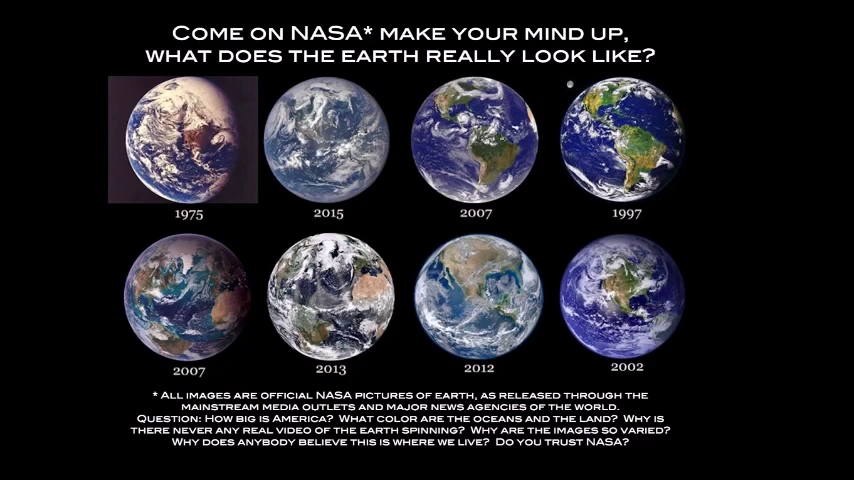 Come on NASA* make your mind up,
what does the earth really look like?
1975
2015
2007
1997
2007
2013
2012
2002
* All images are official NASA pictures of earth, as released through the
mainstream media outlets and major news agencies of the world.
Question: How big is America? What color are the oceans and the land? Why is
there never any real video of the earth spinning? Why are the images so varied?
Why does anybody believe this is where we live? Do you trust NASA?